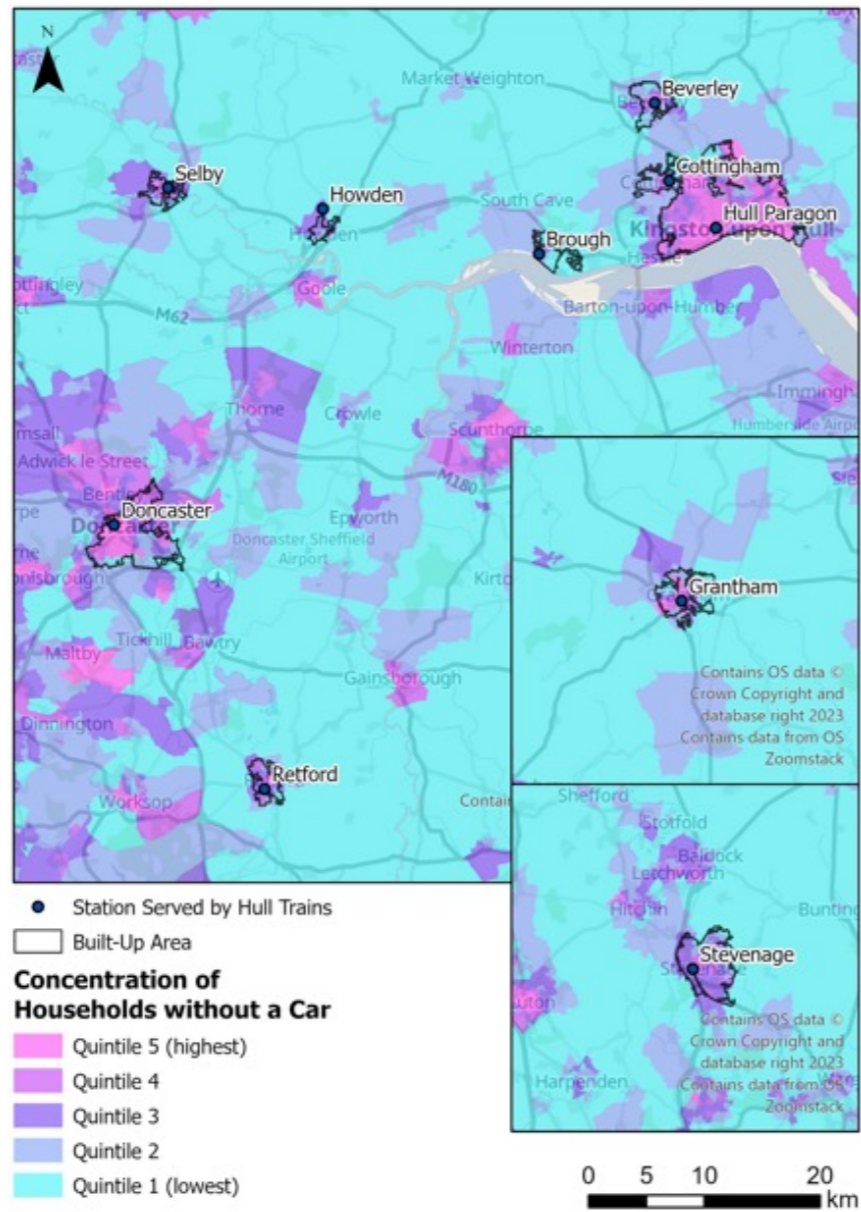 N
Market Weighton
Beverley
Selby
Cottingham
Howden
South Cave
Hull Paragon
Kingston upon Hull
Brough
Hessle
Goole
M62
Barton-upon-Humber
Winterton
Thorne
Crowle
Immingham
Humberside Airport
Scunthorpe
Adwick le Street
M180
Doncaster
Epworth
Doncaster Sheffield
Airport
Grantham
Tickhill
Bawtry
Maltby
Gainsborough
Contains OS data ©
Crown Copyright and
database right 2023
Contains data from OS
Zoomstack
Dinnington
Retford
Worksop
Shefford
Stotfold
Baldock
Letchworth
Hitchin
Stevenage
Contains OS data ©
Crown Copyright and
database right 2023
Contains data from OS
Zoomstack
Harpenden
Station Served by Hull Trains
Built-Up Area
Concentration of
Households without a Car
Quintile 5 (highest)
Quintile 4
Quintile 3
Quintile 2
Quintile 1 (lowest)
0 5 10 20
km